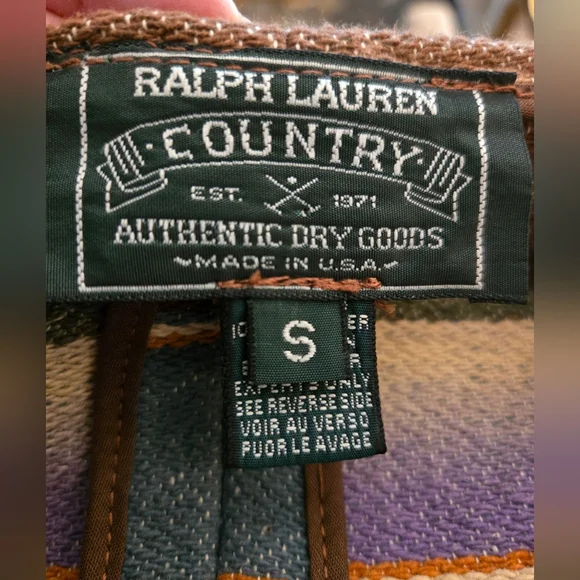 RALPH LAUREN
COUNTRY
EST. 1971
AUTHENTIC DRY GOODS
MADE IN U.S.A.
S
ONLY
SEE REVERSE SIDE
VOIR AU VERSO
PUOR LE AVAGE